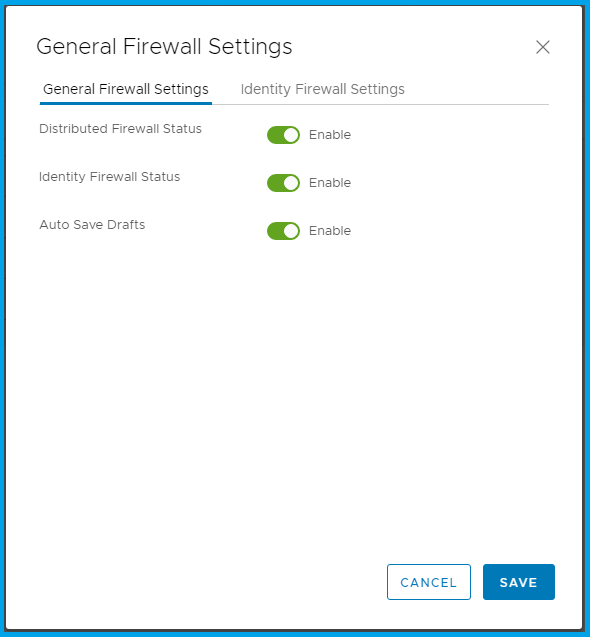 General Firewall Settings
General Firewall Settings Identity Firewall Settings
Distributed Firewall Status Enable
Identity Firewall Status Enable
Auto Save Drafts Enable
CANCEL SAVE